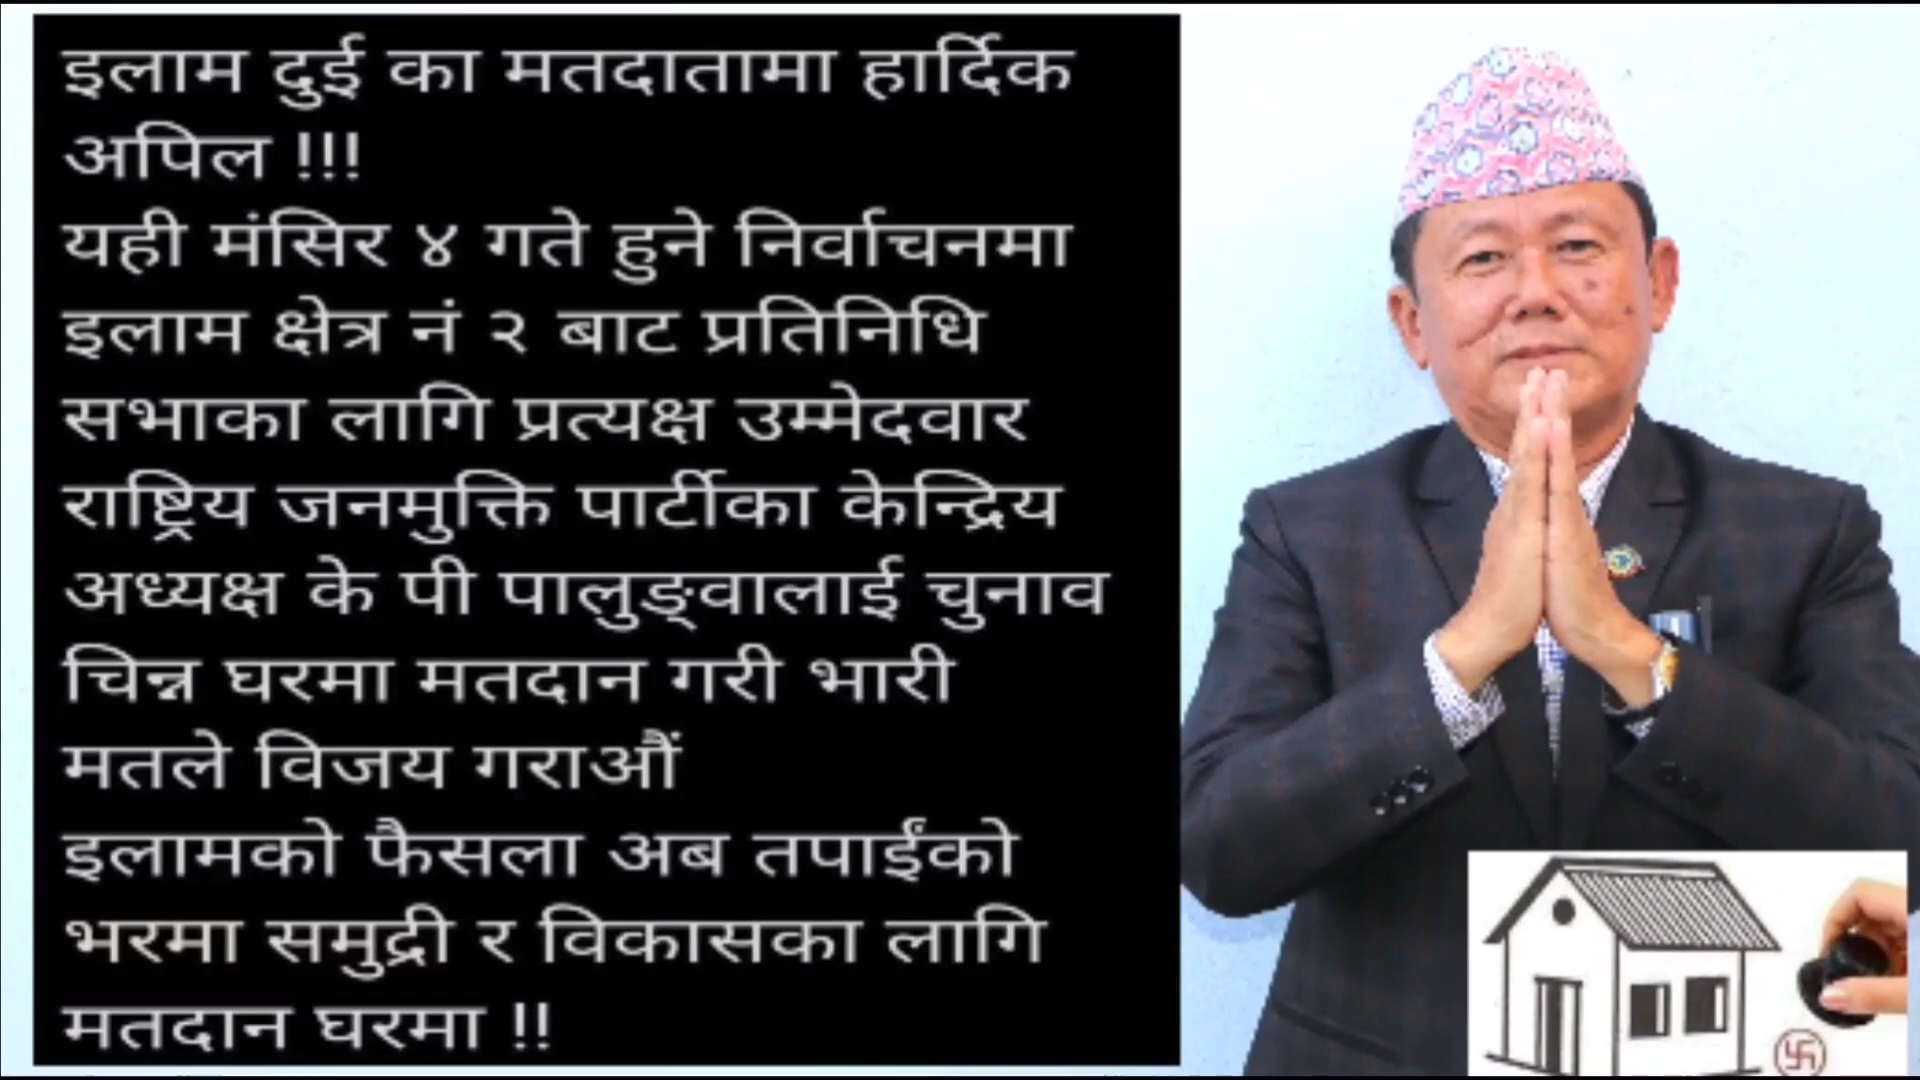 इलाम दुई का मतदातामा हार्दिक
अपिल !!!
यही मंसिर ४ गते हुने निर्वाचनमा
इलाम क्षेत्र नं २ बाट प्रतिनिधि
सभाका लागि प्रत्यक्ष उम्मेदवार
राष्ट्रिय जनमुक्ति पार्टीका केन्द्रिय
अध्यक्ष के पी पालुङ्वालाई चुनाव
चिन्न घरमा मतदान गरी भारी
मतले विजय गराऔं
इलामको फैसला अब तपाईंको
भरमा समुद्री र विकासका लागि
मतदान घरमा !!